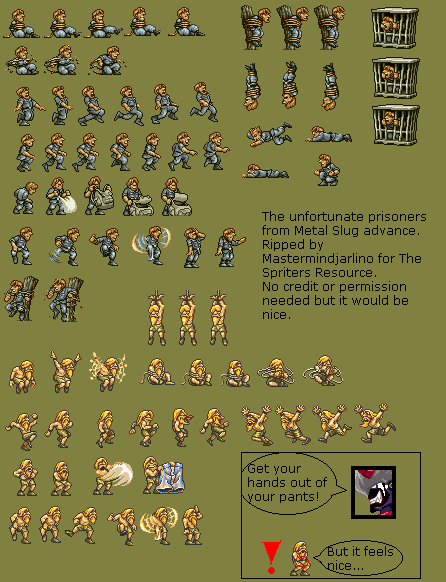 The unfortunate prisoners
from Metal Slug advance.
Ripped by
Mastermindjarlino for The
Spriters Resource.
No credit or permission
needed but it would be
nice.
Get your
hands out of
your pants!
!
But it feels
nice...